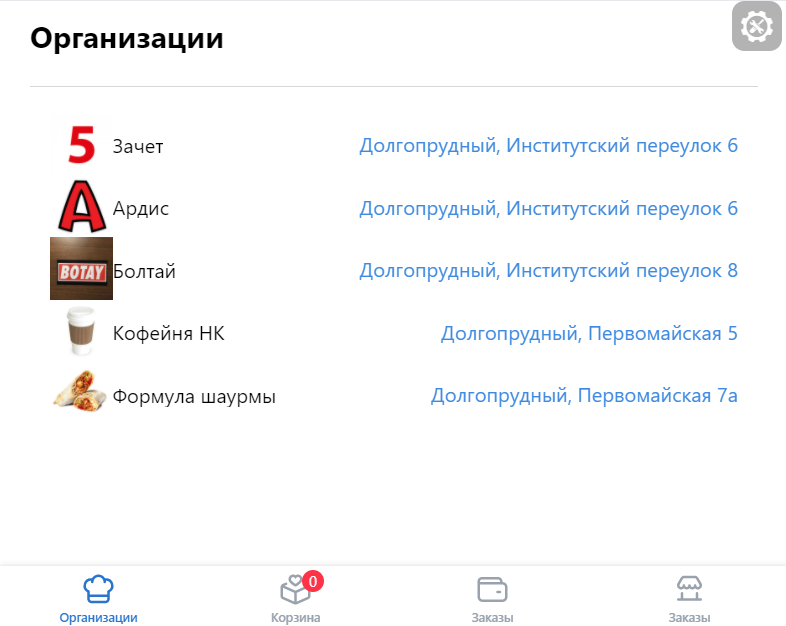 Организации
5 Зачет Долгопрудный, Институтский переулок 6
А Ардис Долгопрудный, Институтский переулок 6
BOTAY Болтай Долгопрудный, Институтский переулок 8
Кофейня НК Долгопрудный, Первомайская 5
Формула шаурмы Долгопрудный, Первомайская 7а
0
Организации Корзина Заказы Заказы